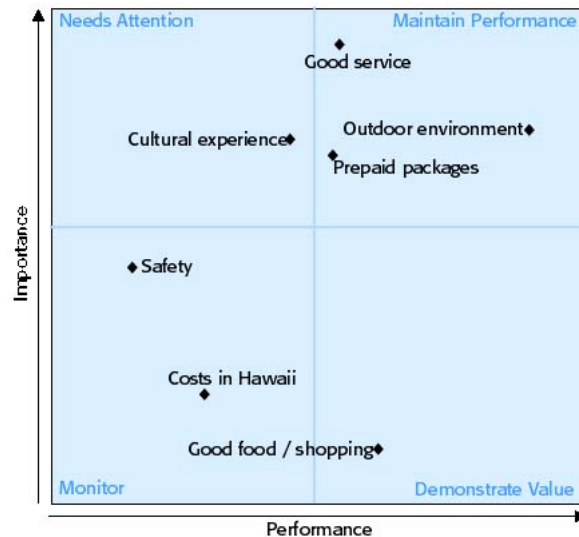 Needs Attention
Maintain Performance
Good service
Outdoor environment
Cultural experience
Prepaid packages
Safety
Importance
Costs in Hawaii
Good food / shopping
Monitor
Demonstrate Value
Performance